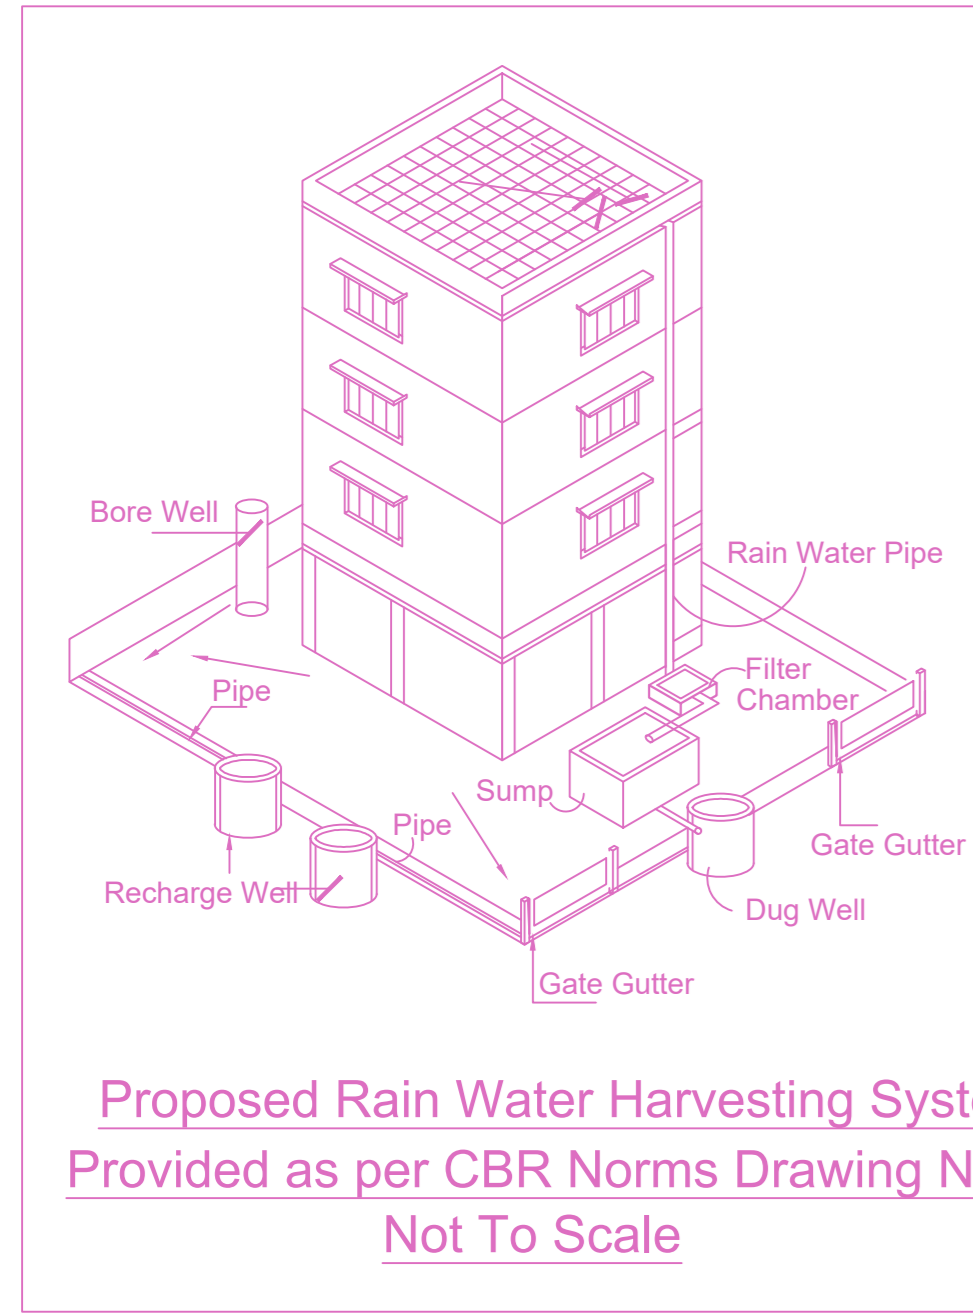 Bore Well
Rain Water Pipe
Filter
Chamber
Pipe
Sump
Pipe
Gate Gutter
Recharge Well
Dug Well
Gate Gutter
Proposed Rain Water Harvesting
Provided as per CBR Norms Drawing
Not To Scale